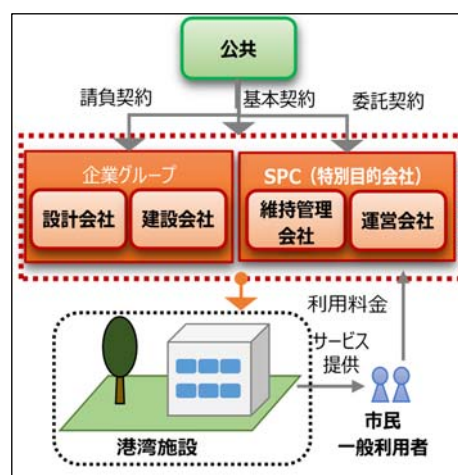 公共
請負契約
基本契約
委託契約
企業グループ
SPC（特別目的会社）
設計会社
建設会社
維持管理
会社
運営会社
利用料金
サービス
提供
港湾施設
市民
一般利用者